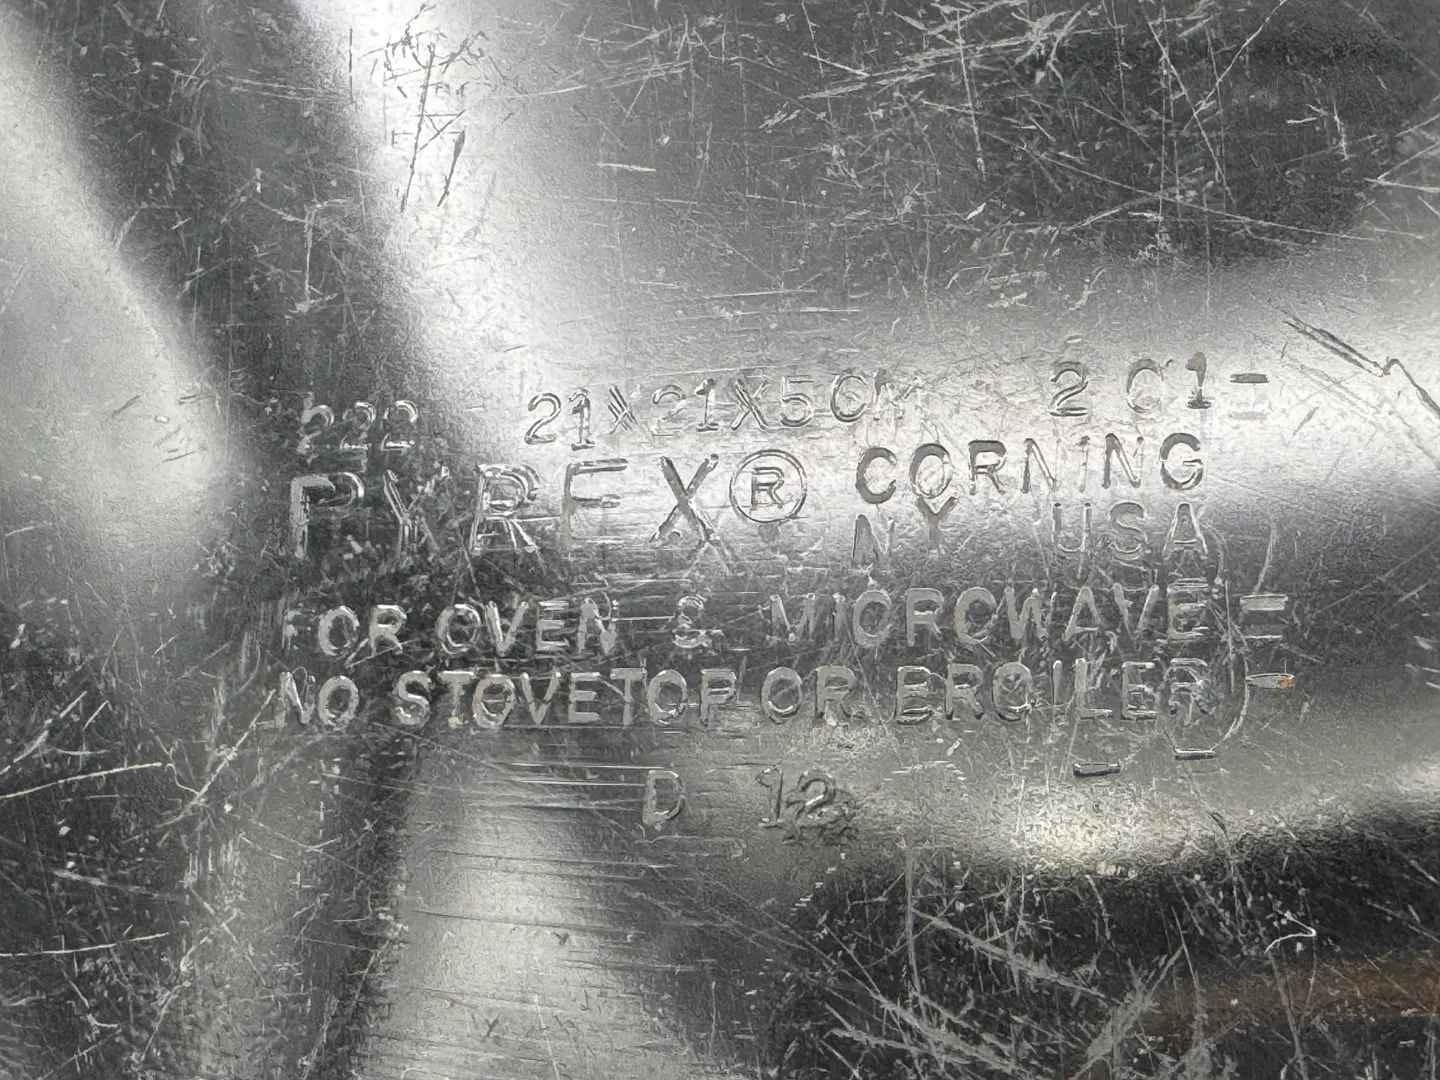 222 21X21X5CM 2 C1=
PYREX® CORNING
NY USA
FOR OVEN & MICROWAVE
NO STOVETOP OR BROILER
D 12